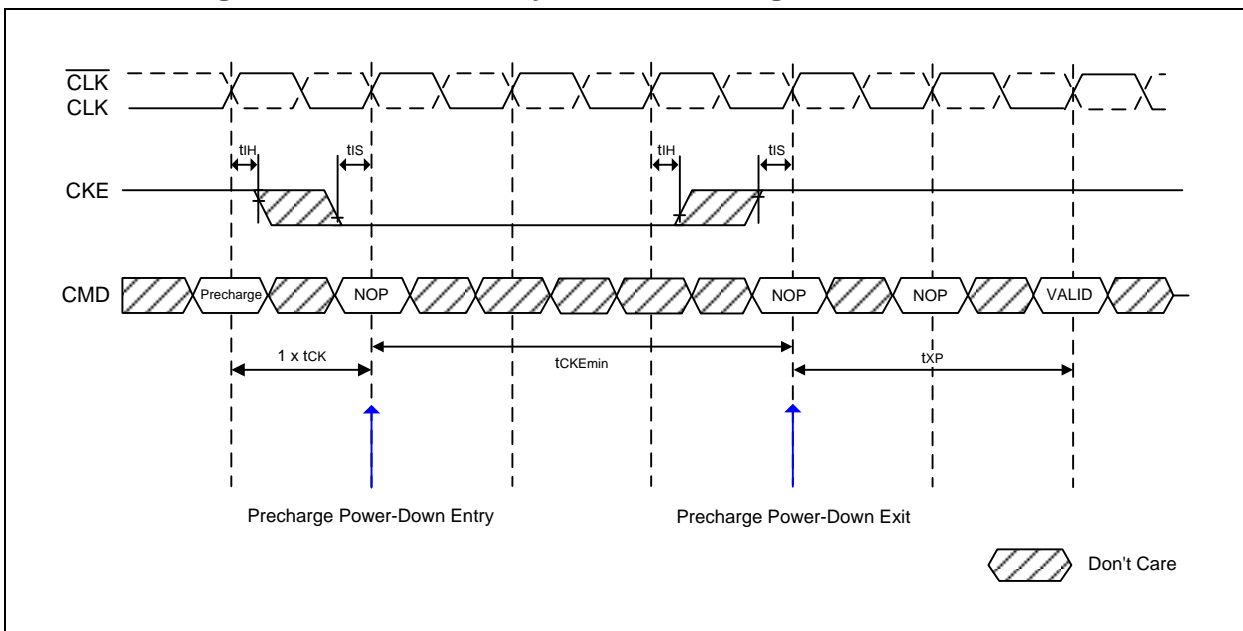 CLK
CLK
tIH
tIS
tIH
tIS
CKE
CMD
Precharge
NOP
NOP
NOP
VALID
1 x tCK
tCKEmin
tXP
Precharge Power-Down Entry
Precharge Power-Down Exit
Don't Care